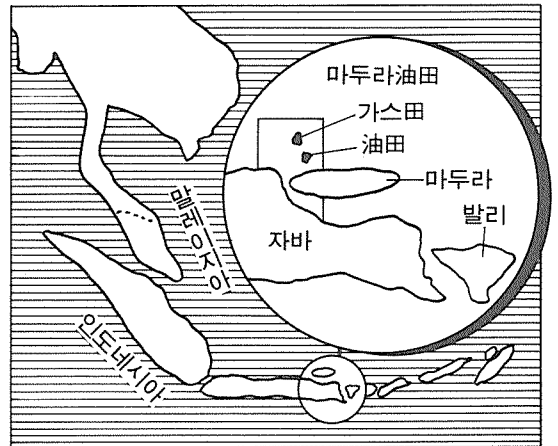 마두라油田
가스田
油田
마두라
발리
자바
말레이지아
인도네시아